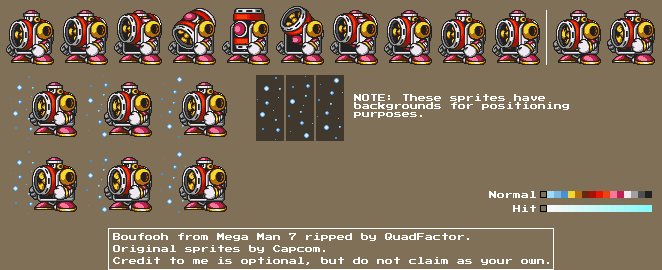 NOTE: These sprites have
backgrounds for positioning
purposes.
Normal
Hit
Boufooh from Mega Man 7 ripped by QuadFactor.
Original sprites by Capcom.
Credit to me is optional, but do not claim as your own.